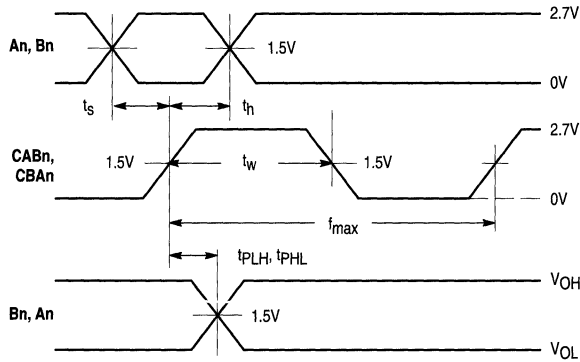 2.7V
An, Bn
1.5V
0V
ts
th
2.7V
CABn,
CBAn
1.5V
tw
1.5V
0V
fmax
tPLH, tPHL
VOH
Bn, An
1.5V
VOL